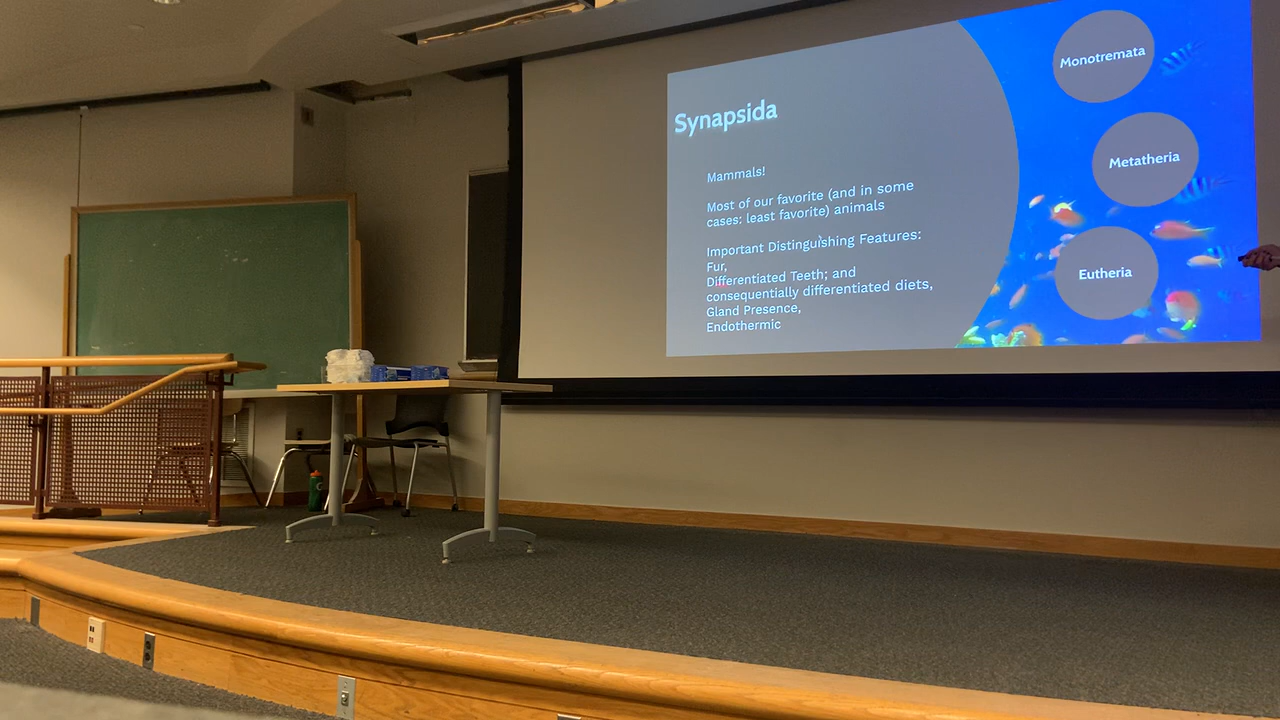 Synapsida
Mammals!
Most of our favorite (and in some
cases: least favorite) animals
Important Distinguishing Features:
Fur,
Differentiated Teeth; and
consequentially differentiated diets,
Gland Presence,
Endothermic
Monotremata
Metatheria
Eutheria